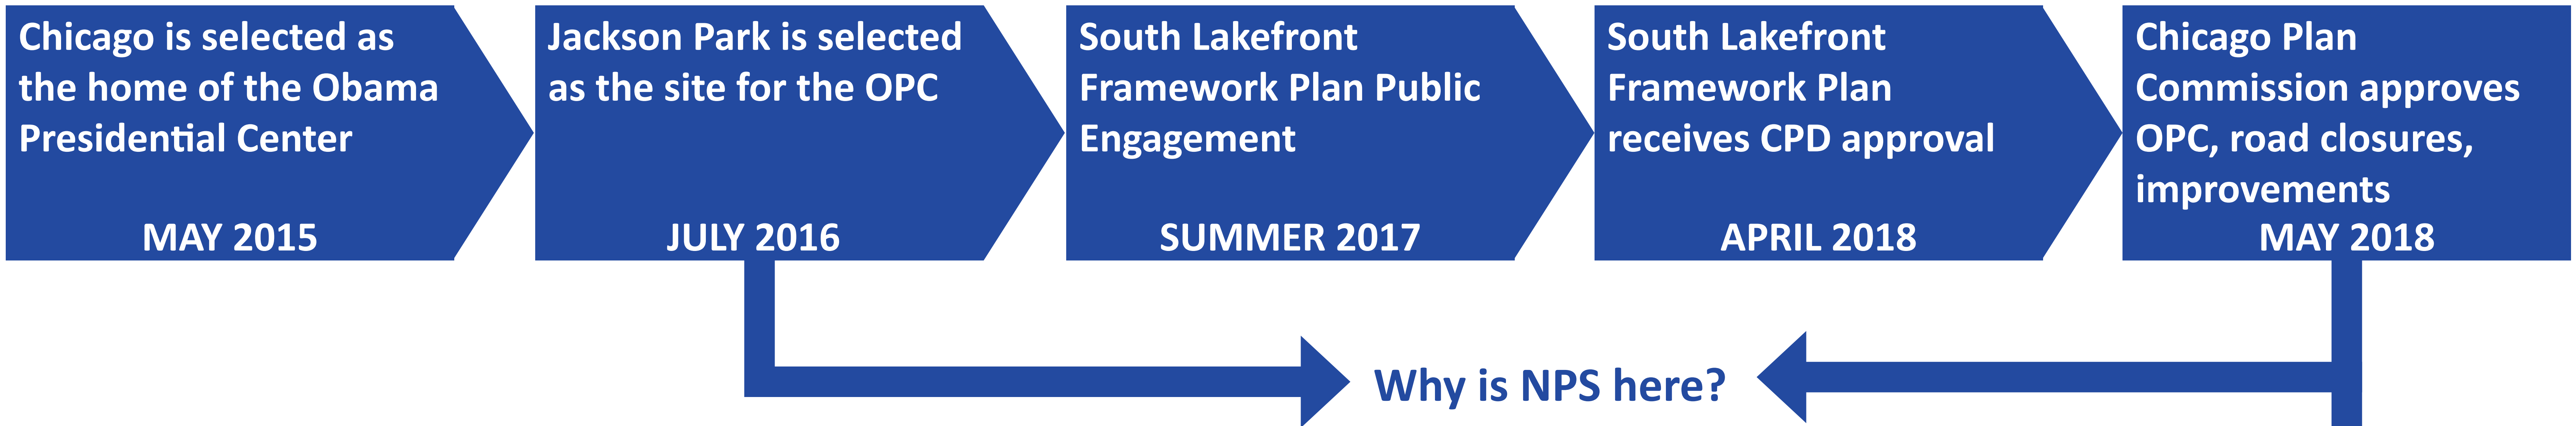 Chicago is selected as
the home of the Obama
Presidential Center
MAY 2015
Jackson Park is selected
as the site for the OPC
JULY 2016
South Lakefront
Framework Plan Public
Engagement
SUMMER 2017
South Lakefront
Framework Plan
receives CPD approval
APRIL 2018
Chicago Plan
Commission approves
OPC, road closures,
improvements
MAY 2018
Why is NPS here?